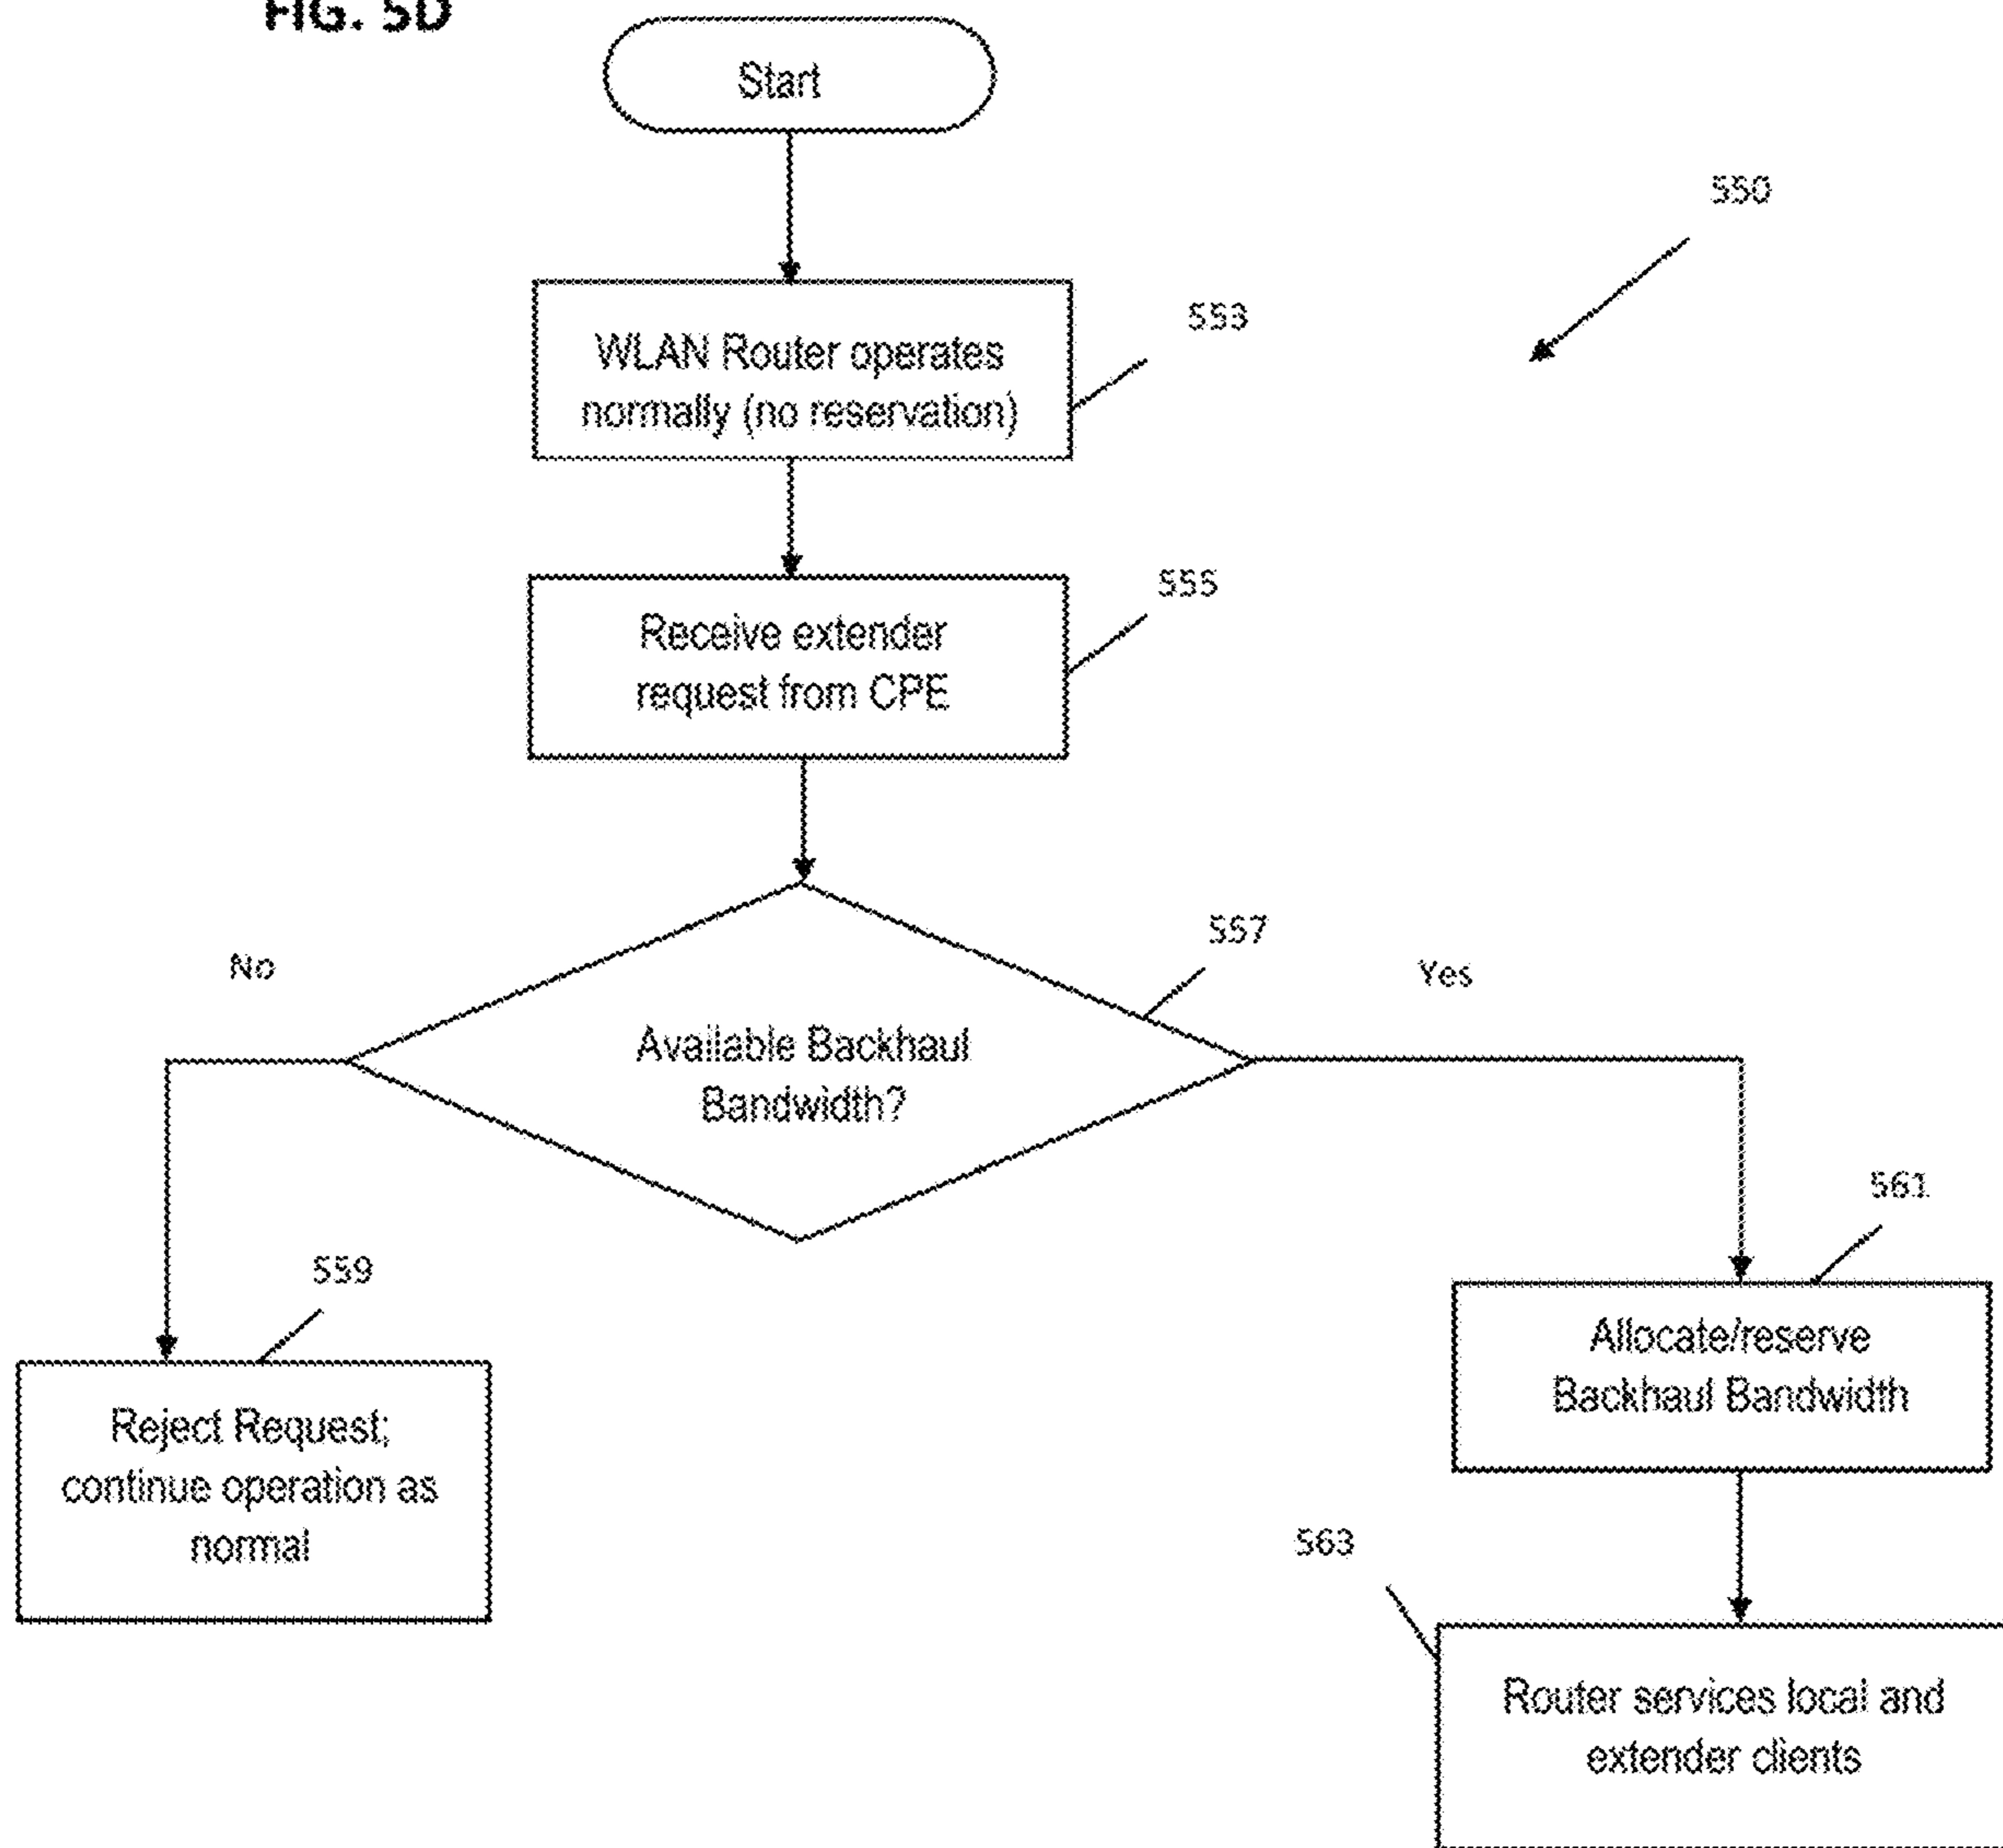 FIG. 5D
Start
550
553
WLAN Router operates
normally (no reservation)
555
Receive extender
request from CPE
557
No
Yes
Available Backhaul
Bandwidth?
561
559
Allocate/reserve
Backhaul Bandwidth
Reject Request;
continue operation as
normal
563
Router services local and
extender clients